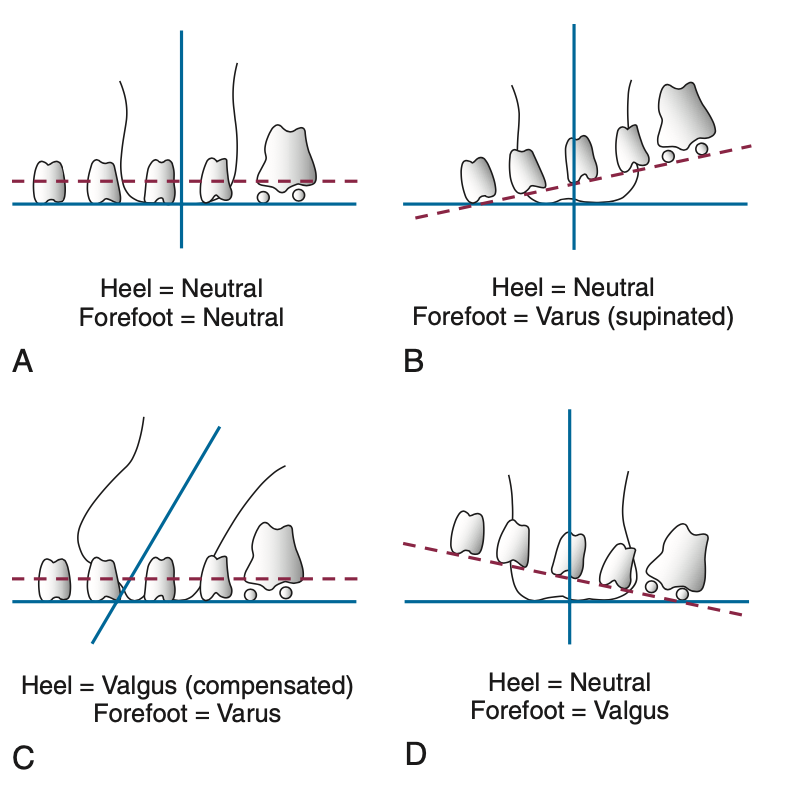 Heel = Neutral
Forefoot = Neutral
A
Heel = Neutral
Forefoot = Varus (supinated)
B
Heel = Valgus (compensated)
Forefoot = Varus
C
Heel = Neutral
Forefoot = Valgus
D